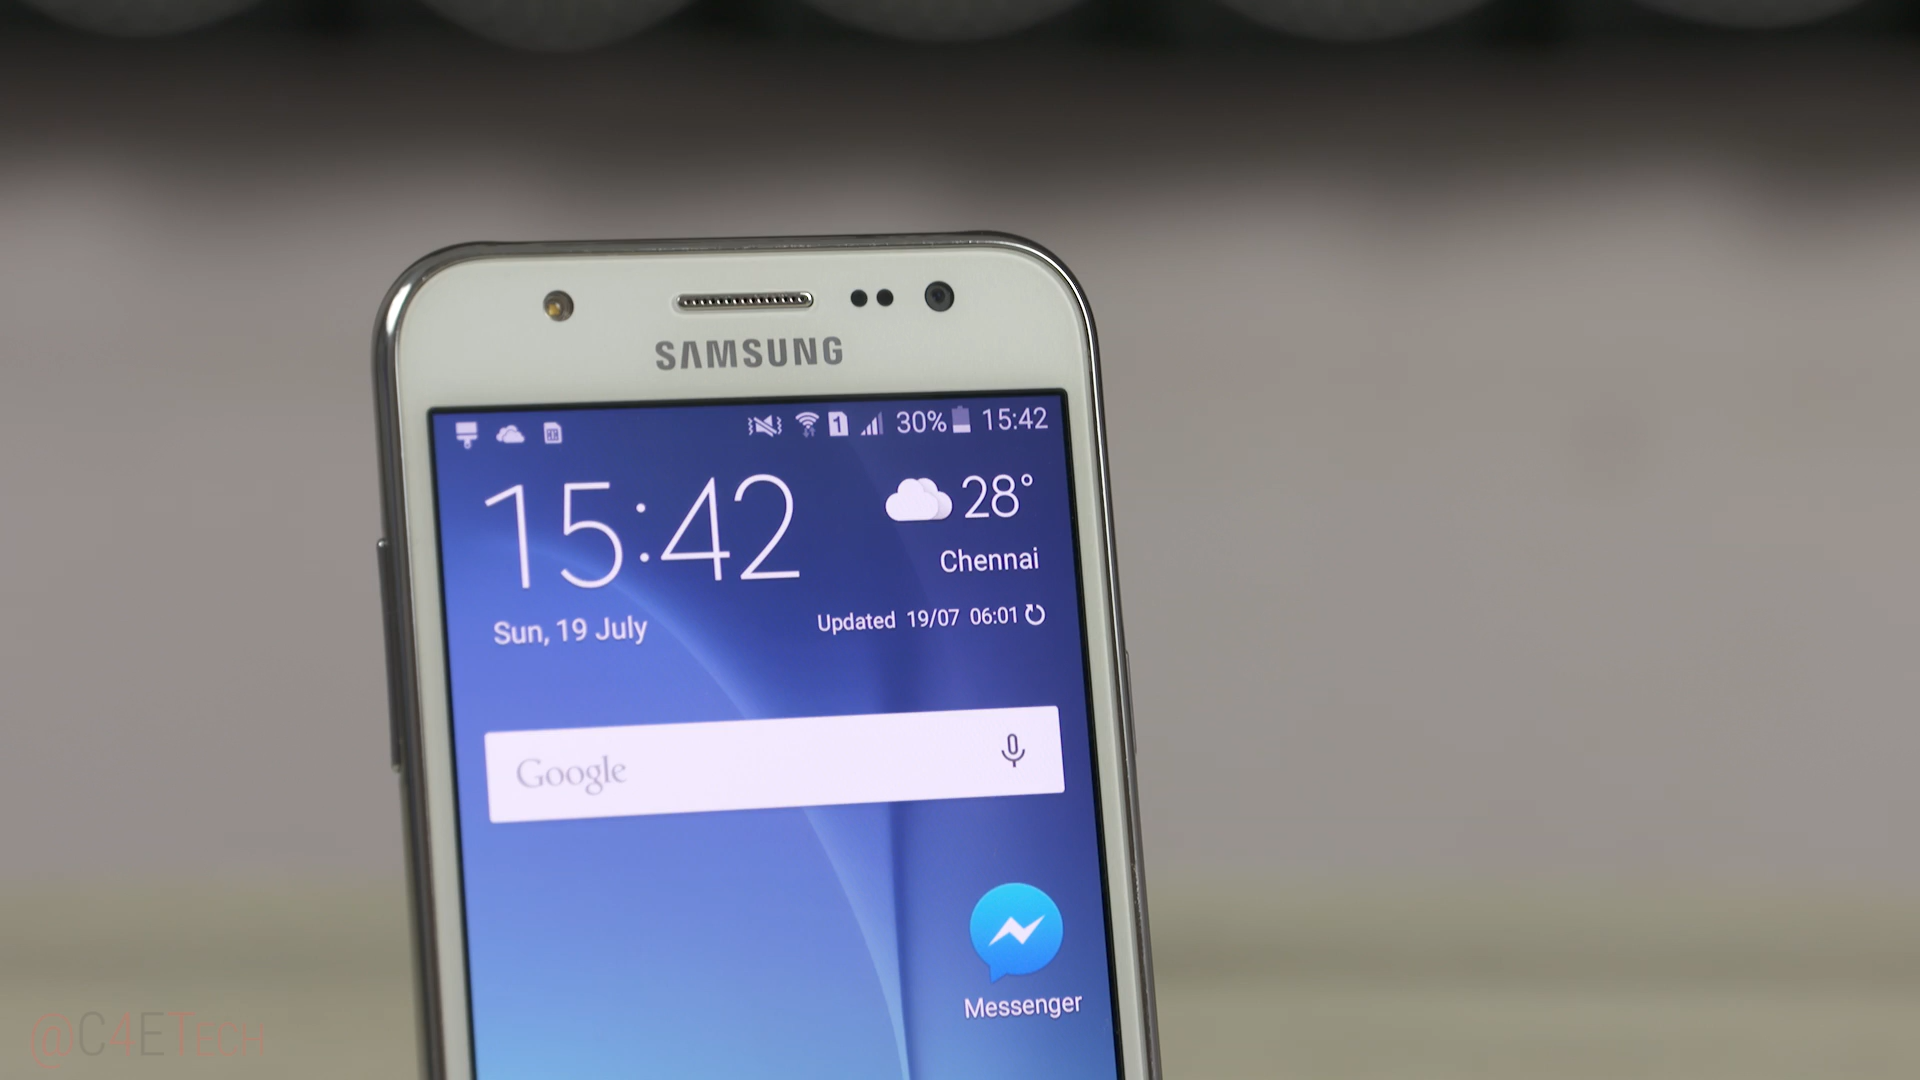 SAMSUNG
1 30% 15:42
15:42
28°
Chennai
Sun, 19 July
Updated 19/07 06:01
Google
Messenger
@C4ETech